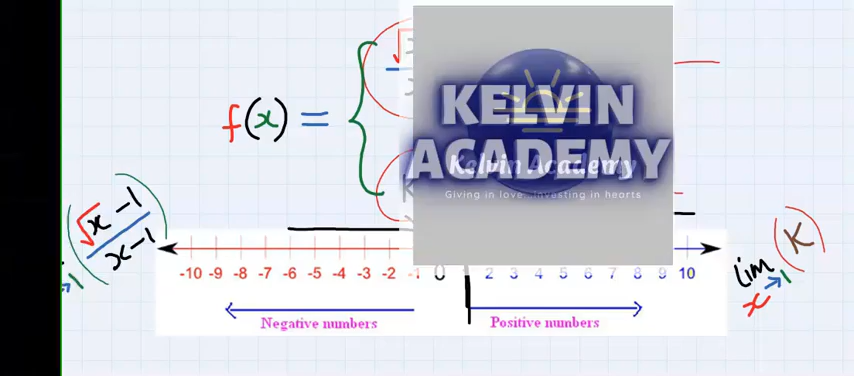 f(x) = {
KELVIN
ACADEMY
Kelvin Academy
Giving in love...investing in hearts
(√x - 1)/(x - 1)
→1
lim (K)
x→1
-10 -9 -8 -7 -6 -5 -4 -3 -2 -1 0 2 3 4 5 6 7 8 9 10
Negative numbers
Positive numbers